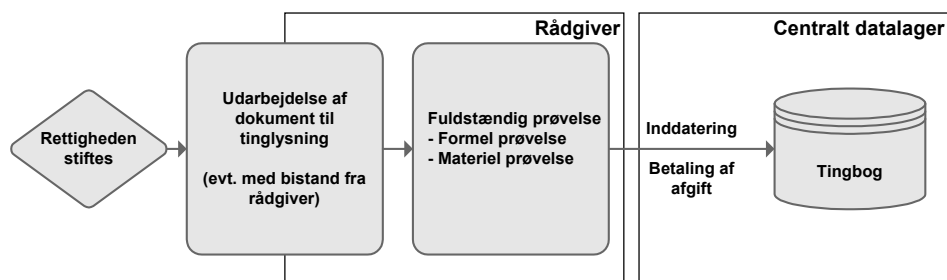 Rådgiver
Centralt datalager
Rettigheden
stiftes
Udarbejdelse af
dokument til
tinglysning
(evt. med bistand fra
rådgiver)
Fuldstændig prøvelse
- Formel prøvelse
- Materiel prøvelse
Inddatering
Betaling af
afgift
Tingbog